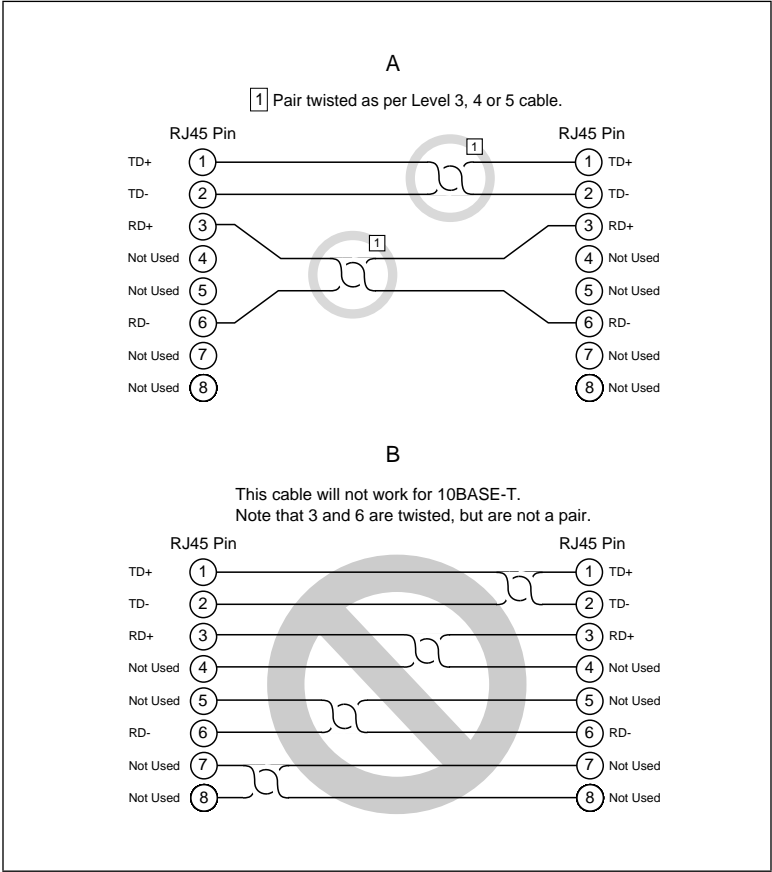 A
1 Pair twisted as per Level 3, 4 or 5 cable.
RJ45 Pin RJ45 Pin
1
TD+ 1 1 TD+
TD- 2 2 TD-
RD+ 3 3 RD+
1
Not Used 4 4 Not Used
Not Used 5 5 Not Used
RD- 6 6 RD-
Not Used 7 7 Not Used
Not Used 8 8 Not Used
B
This cable will not work for 10BASE-T.
Note that 3 and 6 are twisted, but are not a pair.
RJ45 Pin RJ45 Pin
TD+ 1 1 TD+
TD- 2 2 TD-
RD+ 3 3 RD+
Not Used 4 4 Not Used
Not Used 5 5 Not Used
RD- 6 6 RD-
Not Used 7 7 Not Used
Not Used 8 8 Not Used